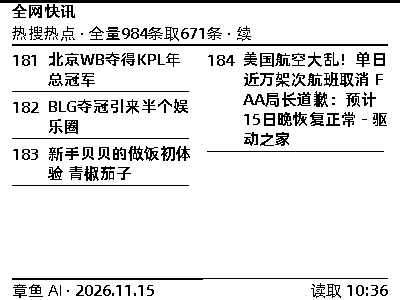 全网快讯
热搜热点 · 全量984条取671条 · 续
181 北京WB夺得KPL年
总冠军
182 BLG夺冠引来半个娱
乐圈
183 新手贝贝的做饭初体
验 青椒茄子
184 美国航空大乱！单日
近万架次航班取消 F
AA局长道歉：预计
15日晚恢复正常 - 驱
动之家
章鱼 AI · 2026.11.15
读取 10:36